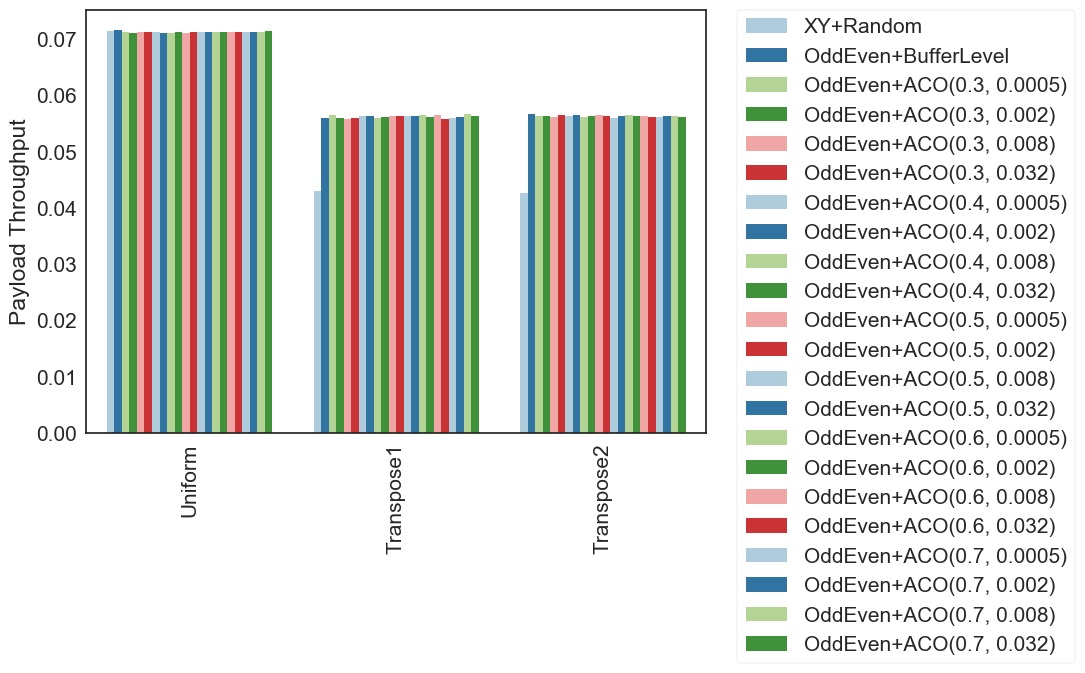 Payload Throughput
0.07
0.06
0.05
0.04
0.03
0.02
0.01
0.00
Uniform
Transpose1
Transpose2
XY+Random
OddEven+BufferLevel
OddEven+ACO(0.3, 0.0005)
OddEven+ACO(0.3, 0.002)
OddEven+ACO(0.3, 0.008)
OddEven+ACO(0.3, 0.032)
OddEven+ACO(0.4, 0.0005)
OddEven+ACO(0.4, 0.002)
OddEven+ACO(0.4, 0.008)
OddEven+ACO(0.4, 0.032)
OddEven+ACO(0.5, 0.0005)
OddEven+ACO(0.5, 0.002)
OddEven+ACO(0.5, 0.008)
OddEven+ACO(0.5, 0.032)
OddEven+ACO(0.6, 0.0005)
OddEven+ACO(0.6, 0.002)
OddEven+ACO(0.6, 0.008)
OddEven+ACO(0.6, 0.032)
OddEven+ACO(0.7, 0.0005)
OddEven+ACO(0.7, 0.002)
OddEven+ACO(0.7, 0.008)
OddEven+ACO(0.7, 0.032)